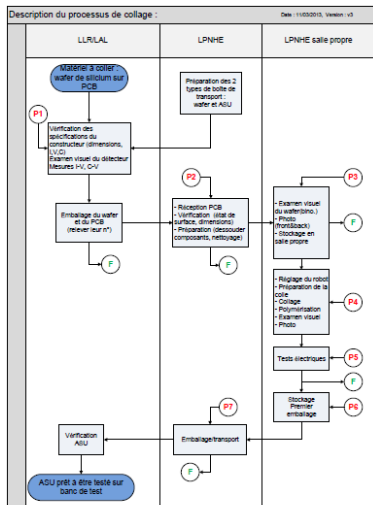 Description du processus de collage :
Date : 11/03/2013, Version : v3
LLR/LAL
LPNHE
LPNHE salle propre
Matériel à coller :
wafer de silicium sur
PCB
Préparation des 2
types de boîte de
transport :
wafer et ASU
P1
Vérification des
spécifications du
constructeur (dimensions,
I,V,C)
Examen visuel du détecteur
Mesures I-V, C-V
P2
P3
Emballage du wafer
et du PCB
(relever leur n°)
- Réception PCB
- Vérification (état de
surface, dimensions)
- Préparation (dessouder
composants, nettoyage)
- Examen visuel
du wafer(bino.)
- Photo
(front&back)
- Stockage en
salle propre
F
F
- Réglage du robot
- Préparation de la
colle
- Collage
- Polymérisation
- Examen visuel
- Photo
P4
Tests électriques
P5
F
Stockage
Premier
emballage
P6
P7
Vérification
ASU
Emballage/transport
F
ASU prêt à être testé sur
banc de test